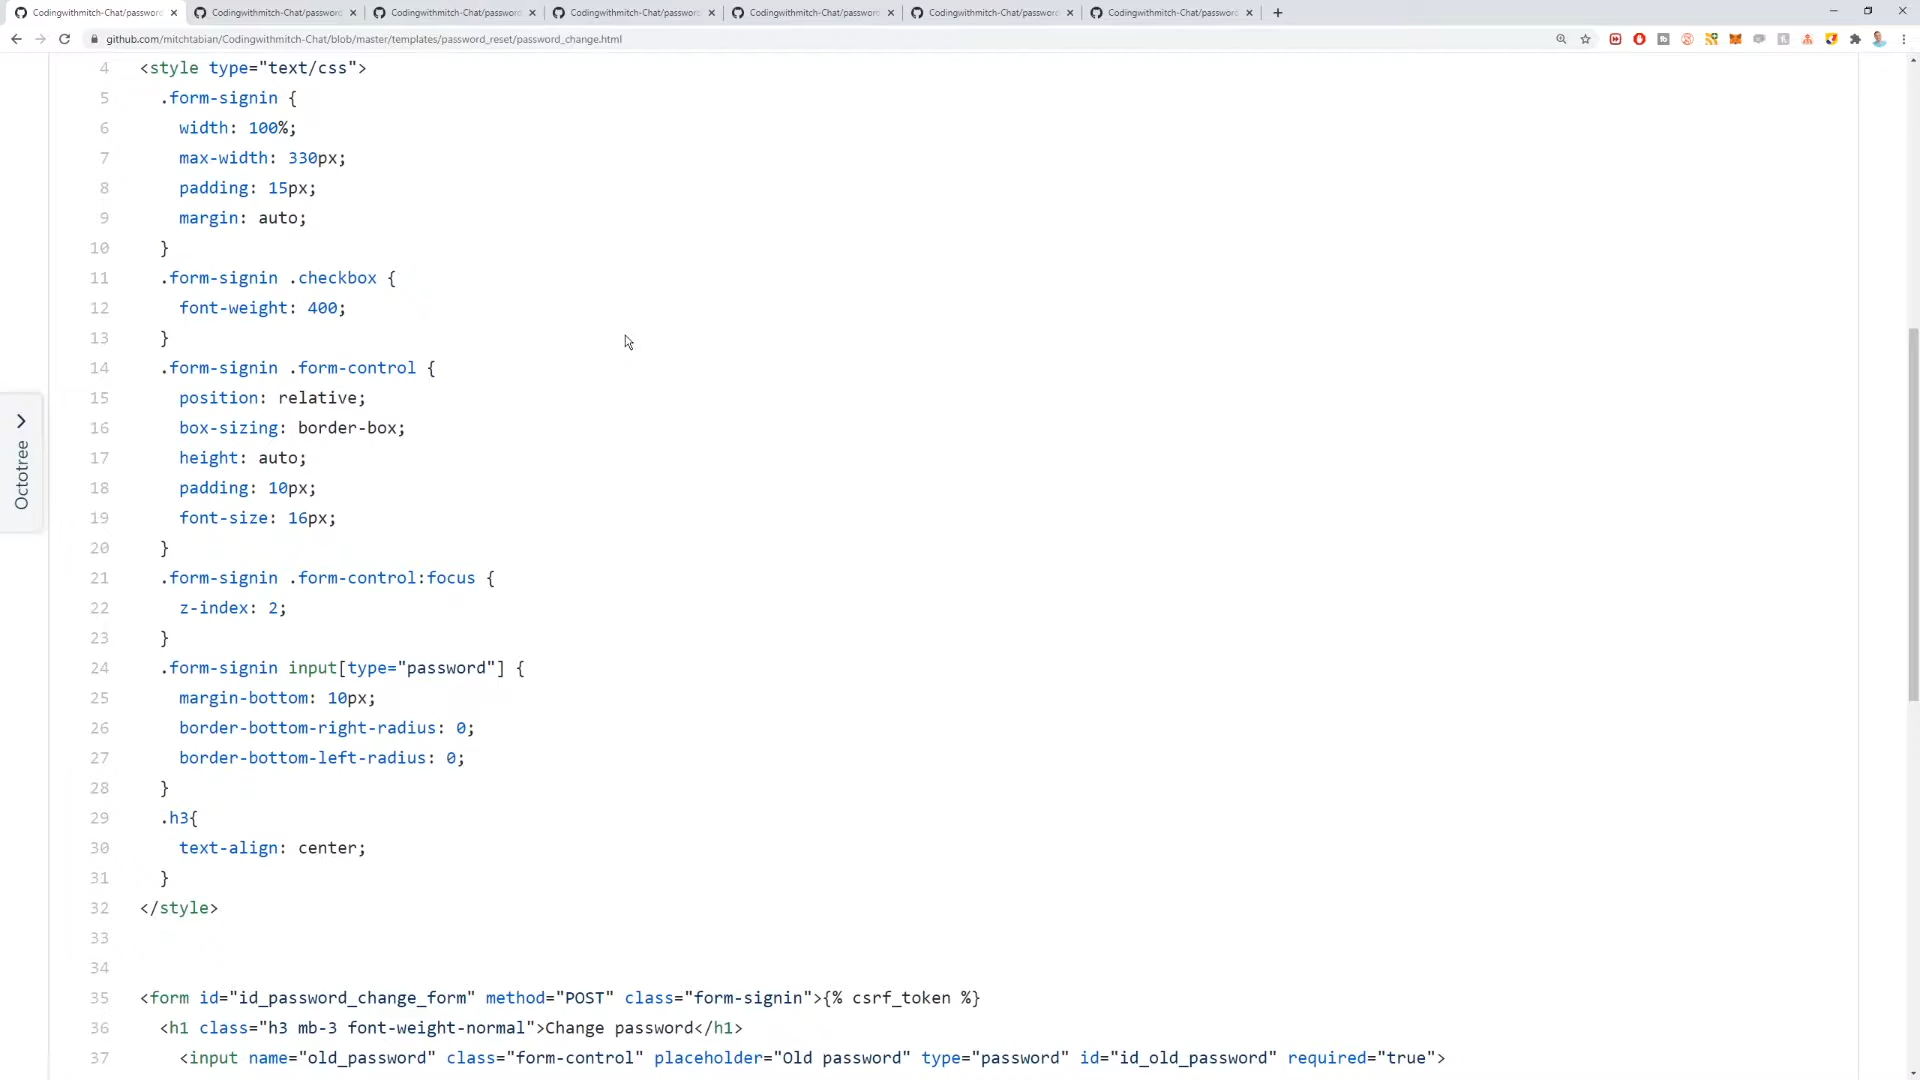 Codingwithmitch-Chat/password
Codingwithmitch-Chat/password
Codingwithmitch-Chat/password
Codingwithmitch-Chat/password
Codingwithmitch-Chat/password
Codingwithmitch-Chat/password
Codingwithmitch-Chat/password
github.com/mitchtabian/Codingwithmitch-Chat/blob/master/templates/password_reset/password_change.html
Octotree
4 <style type="text/css">
5 .form-signin {
6 width: 100%;
7 max-width: 330px;
8 padding: 15px;
9 margin: auto;
10 }
11 .form-signin .checkbox {
12 font-weight: 400;
13 }
14 .form-signin .form-control {
15 position: relative;
16 box-sizing: border-box;
17 height: auto;
18 padding: 10px;
19 font-size: 16px;
20 }
21 .form-signin .form-control:focus {
22 z-index: 2;
23 }
24 .form-signin input[type="password"] {
25 margin-bottom: 10px;
26 border-bottom-right-radius: 0;
27 border-bottom-left-radius: 0;
28 }
29 .h3{
30 text-align: center;
31 }
32 </style>
33
34
35 <form id="id_password_change_form" method="POST" class="form-signin">{% csrf_token %}
36 <h1 class="h3 mb-3 font-weight-normal">Change password</h1>
37 <input name="old_password" class="form-control" placeholder="Old password" type="password" id="id_old_password" required="true">